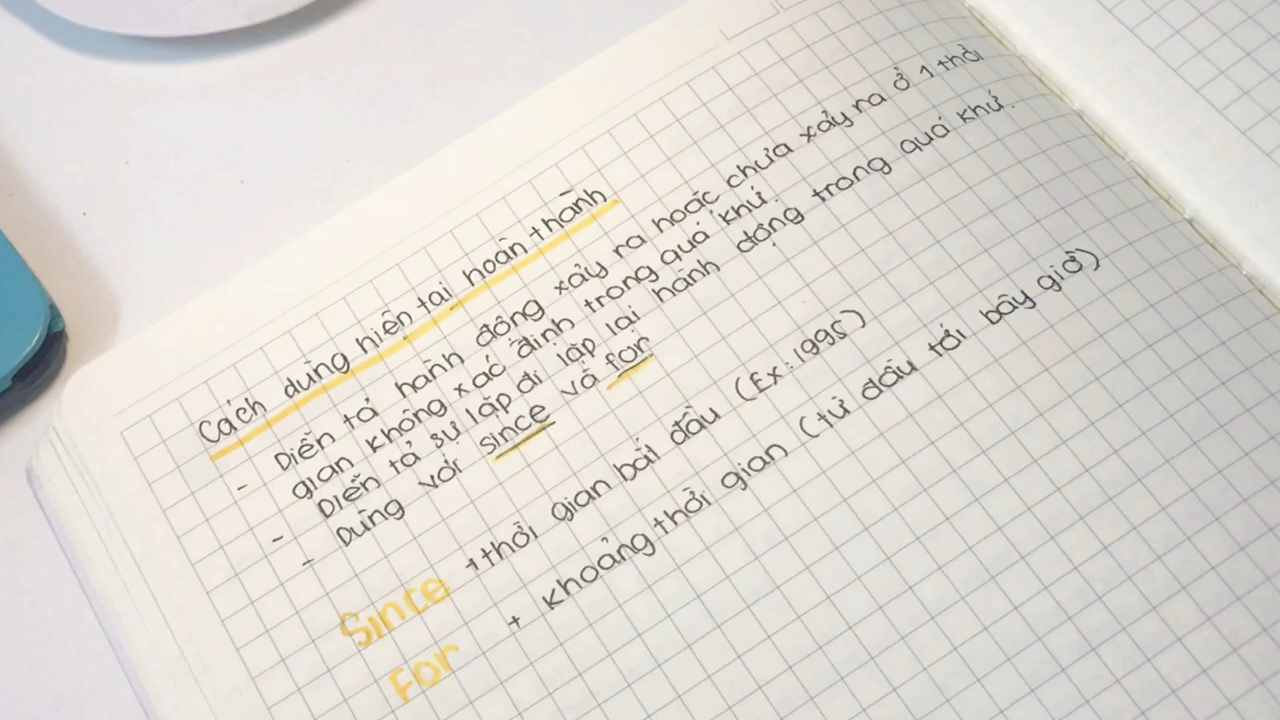 Cách dùng hiện tại hoàn thành
- Diễn tả hành động xảy ra hoặc chưa xảy ra ở 1 thời
gian không xác định trong quá khứ.
- Diễn tả sự lặp đi lặp lại hành động trong quá khứ.
- Dùng với since và for
Since + thời gian bắt đầu (Ex: 1995)
For + khoảng thời gian (từ đầu tới bây giờ)